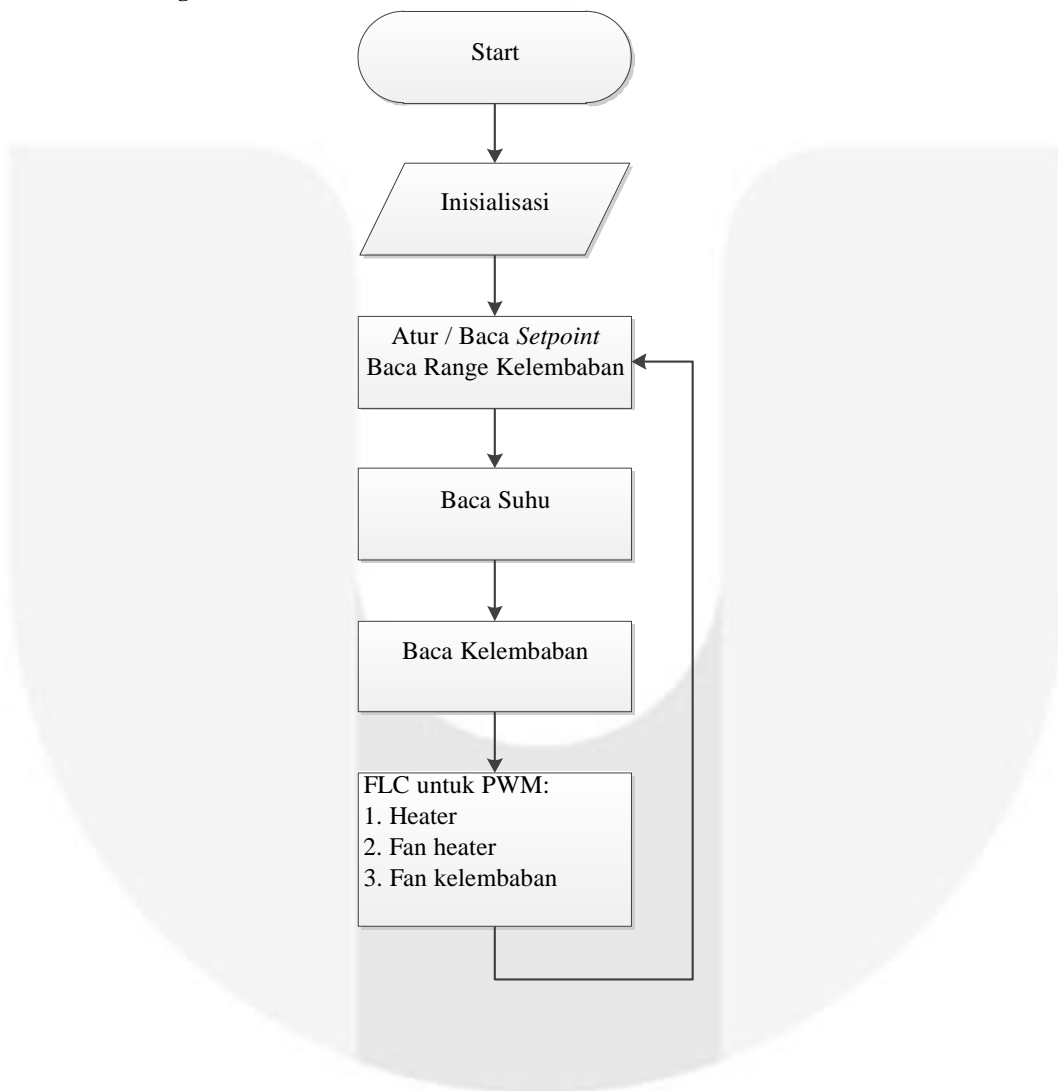 Start
Inisialisasi
Atur / Baca Setpoint
Baca Range Kelembaban
Baca Suhu
Baca Kelembaban
FLC untuk PWM:
1. Heater
2. Fan heater
3. Fan kelembaban